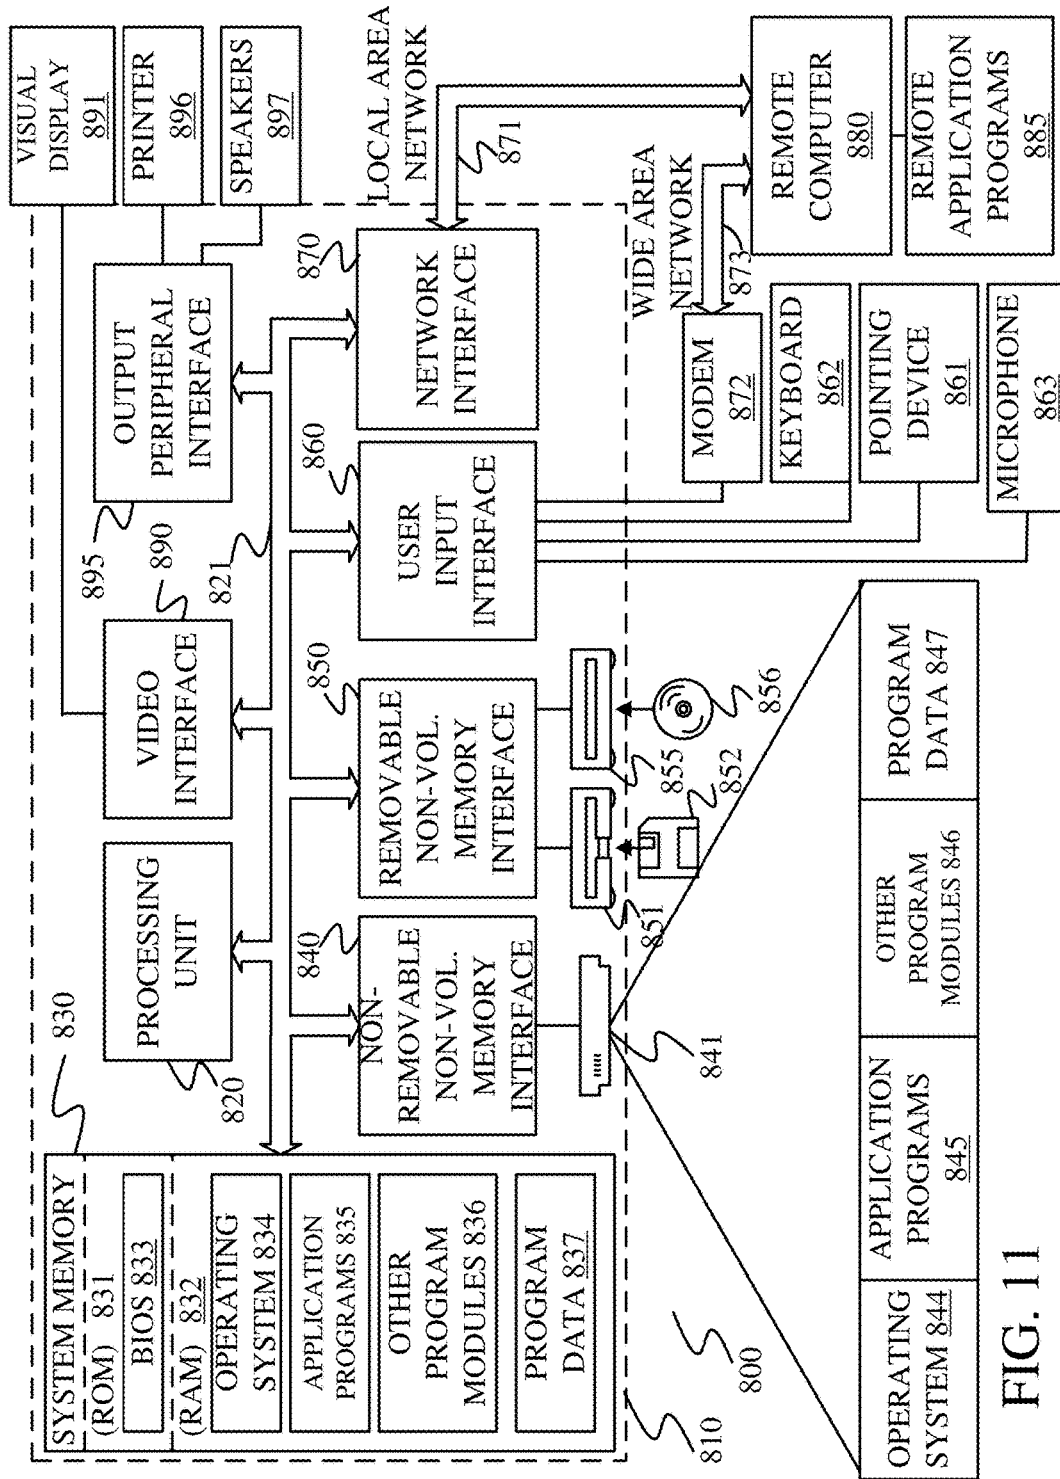 SYSTEM MEMORY
(ROM) 831
BIOS 833
(RAM) 832
OPERATING
SYSTEM 834
APPLICATION
PROGRAMS 835
OTHER
PROGRAM
MODULES 836
PROGRAM
DATA 837
810
830
PROCESSING
UNIT
820
VIDEO
INTERFACE
890
OUTPUT
PERIPHERAL
INTERFACE
895
821
VISUAL
DISPLAY
891
PRINTER
896
SPEAKERS
897
NON-
REMOVABLE
NON-VOL.
MEMORY
INTERFACE
840
REMOVABLE
NON-VOL.
MEMORY
INTERFACE
850
USER
INPUT
INTERFACE
860
NETWORK
INTERFACE
870
LOCAL AREA
NETWORK
871
841
851
852
855
856
WIDE AREA
NETWORK
873
MODEM
872
KEYBOARD
862
POINTING
DEVICE
861
MICROPHONE
863
REMOTE
COMPUTER
880
REMOTE
APPLICATION
PROGRAMS
885
800
OPERATING
SYSTEM 844
APPLICATION
PROGRAMS
845
OTHER
PROGRAM
MODULES 846
PROGRAM
DATA 847
FIG. 11